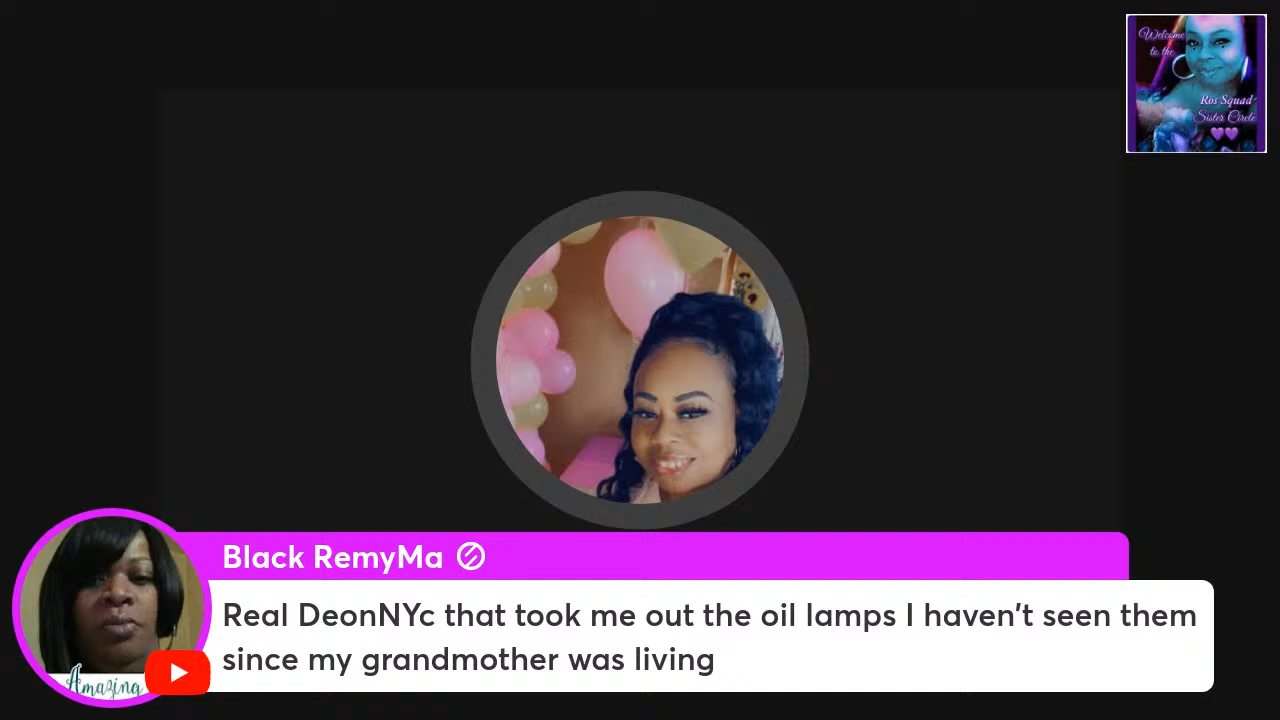 Welcome
to the
Ros Squad
Sister Circle
Black RemyMa
Real DeonNYc that took me out the oil lamps I haven't seen them
since my grandmother was living
Amazing